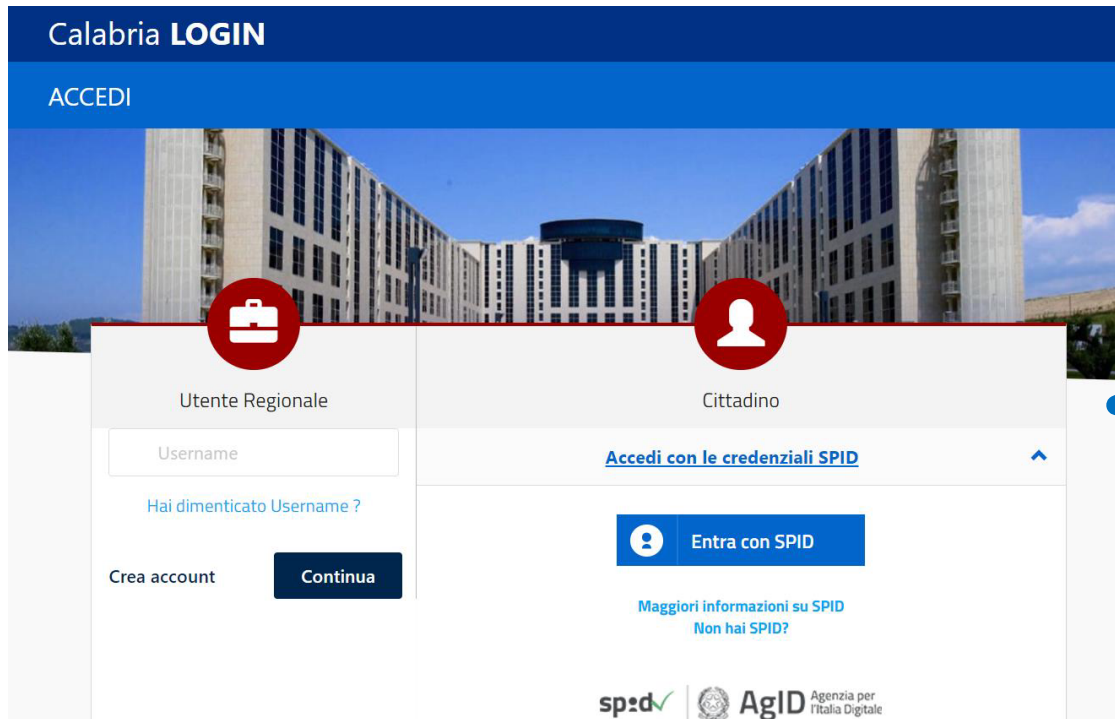 Calabria LOGIN
ACCEDI
Utente Regionale
Username
Hai dimenticato Username ?
Crea account
Continua
Cittadino
Accedi con le credenziali SPID
Entra con SPID
Maggiori informazioni su SPID
Non hai SPID?
spid
AgID Agenzia per
l'Italia Digitale